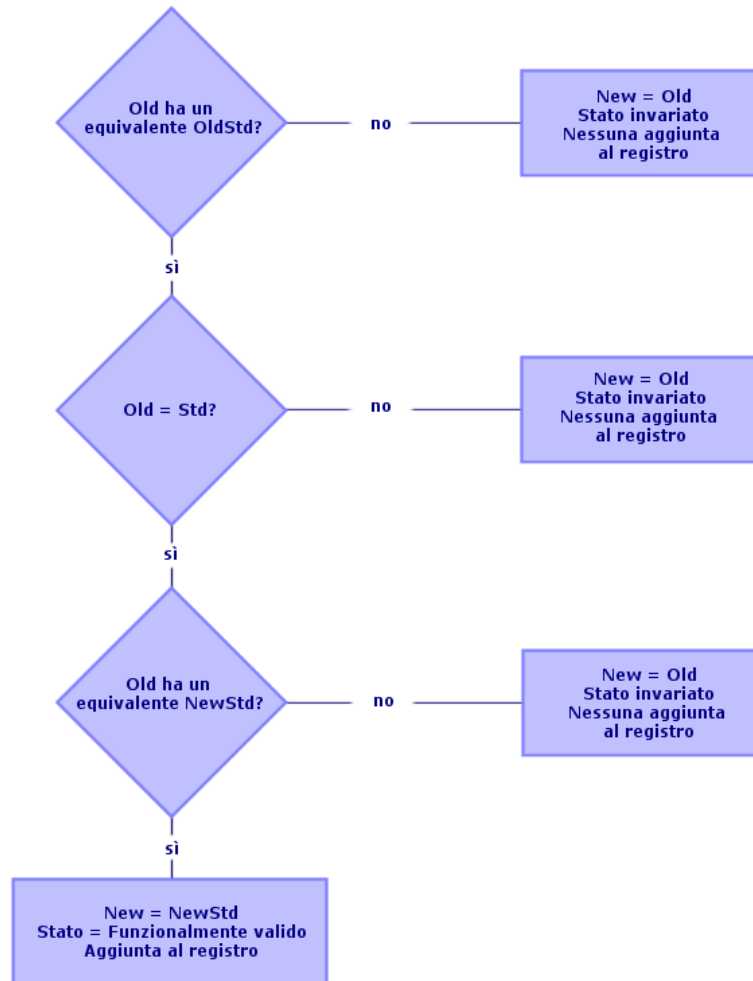 Old ha un
equivalente OldStd?
no
New = Old
Stato invariato
Nessuna aggiunta
al registro
sì
Old = Std?
no
New = Old
Stato invariato
Nessuna aggiunta
al registro
sì
Old ha un
equivalente NewStd?
no
New = Old
Stato invariato
Nessuna aggiunta
al registro
sì
New = NewStd
Stato = Funzionalmente valido
Aggiunta al registro